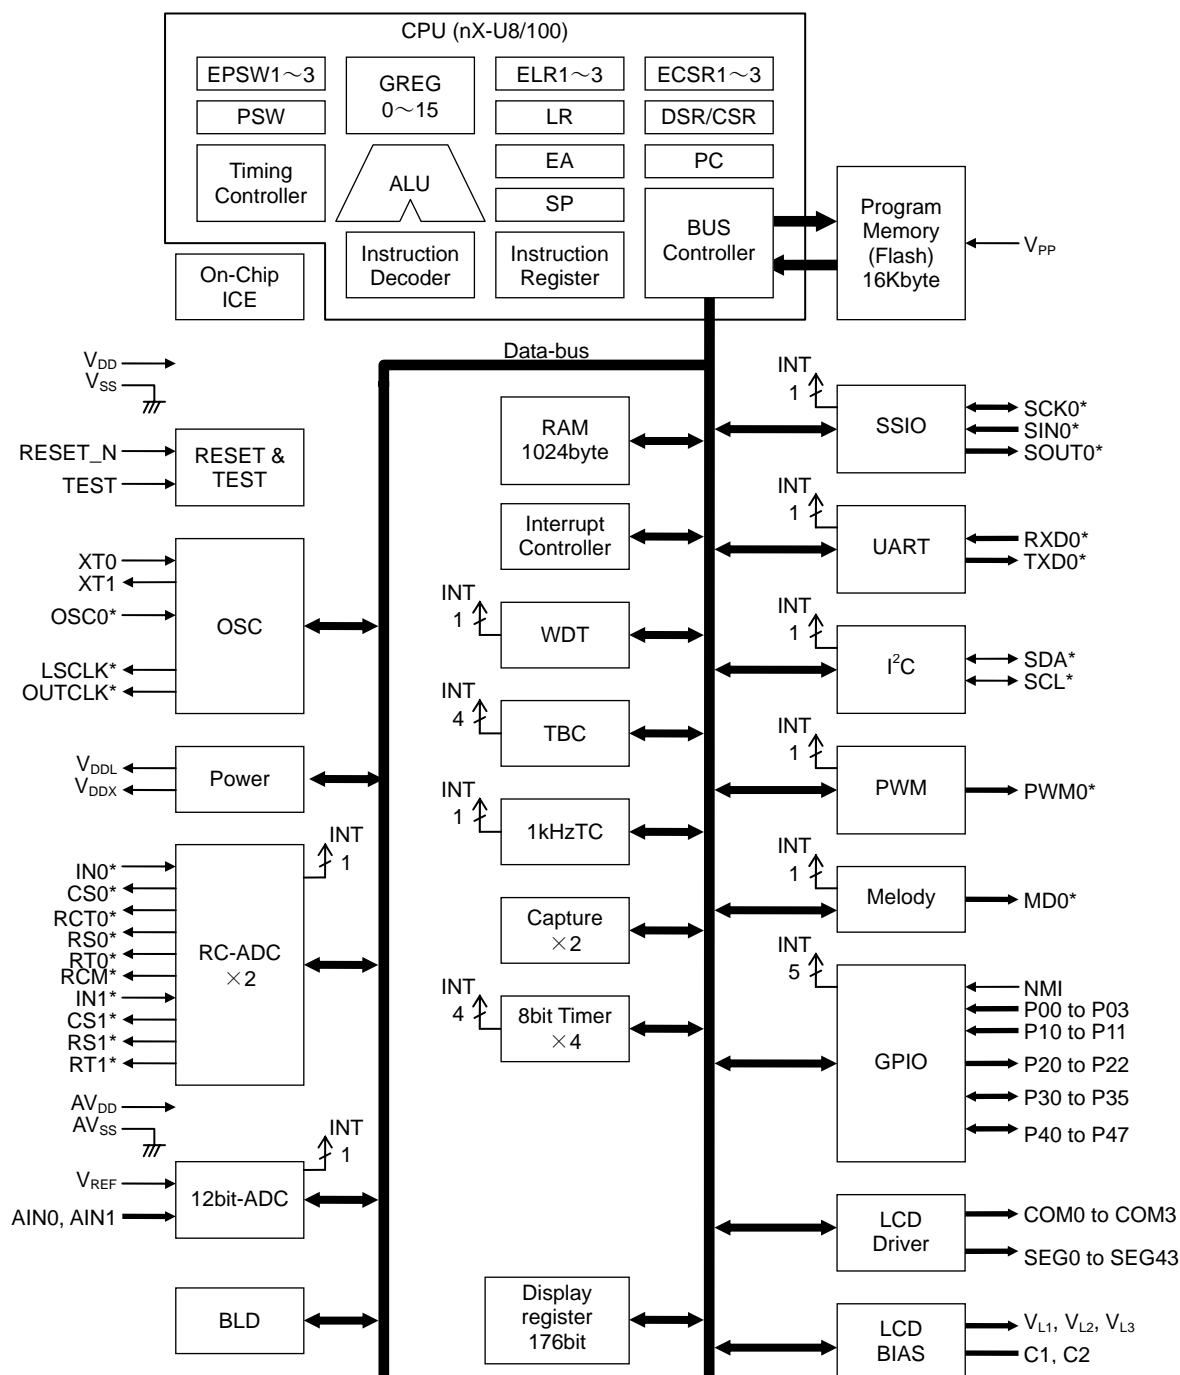 CPU (nX-U8/100)
EPSW1～3
GREG
0～15
ELR1～3
ECSR1～3
PSW
LR
DSR/CSR
Timing
Controller
ALU
EA
PC
SP
BUS
Controller
Program
Memory
(Flash)
16Kbyte
VPP
Instruction
Decoder
Instruction
Register
On-Chip
ICE
Data-bus
VDD
VSS
RESET_N
TEST
RESET &
TEST
XT0
XT1
OSC0*
LSCLK*
OUTCLK*
OSC
VDDL
VDDX
Power
IN0*
CS0*
RCT0*
RS0*
RT0*
RCM*
IN1*
CS1*
RS1*
RT1*
RC-ADC
×2
INT
1
AVDD
AVSS
VREF
AIN0, AIN1
12bit-ADC
INT
1
BLD
RAM
1024byte
Interrupt
Controller
INT
1
WDT
INT
4
TBC
INT
1
1kHzTC
Capture
×2
INT
4
8bit Timer
×4
Display
register
176bit
INT
1
SSIO
SCK0*
SIN0*
SOUT0*
INT
1
UART
RXD0*
TXD0*
INT
1
I2C
SDA*
SCL*
INT
1
PWM
PWM0*
INT
1
Melody
MD0*
INT
5
GPIO
NMI
P00 to P03
P10 to P11
P20 to P22
P30 to P35
P40 to P47
LCD
Driver
COM0 to COM3
SEG0 to SEG43
LCD
BIAS
VL1, VL2, VL3
C1, C2